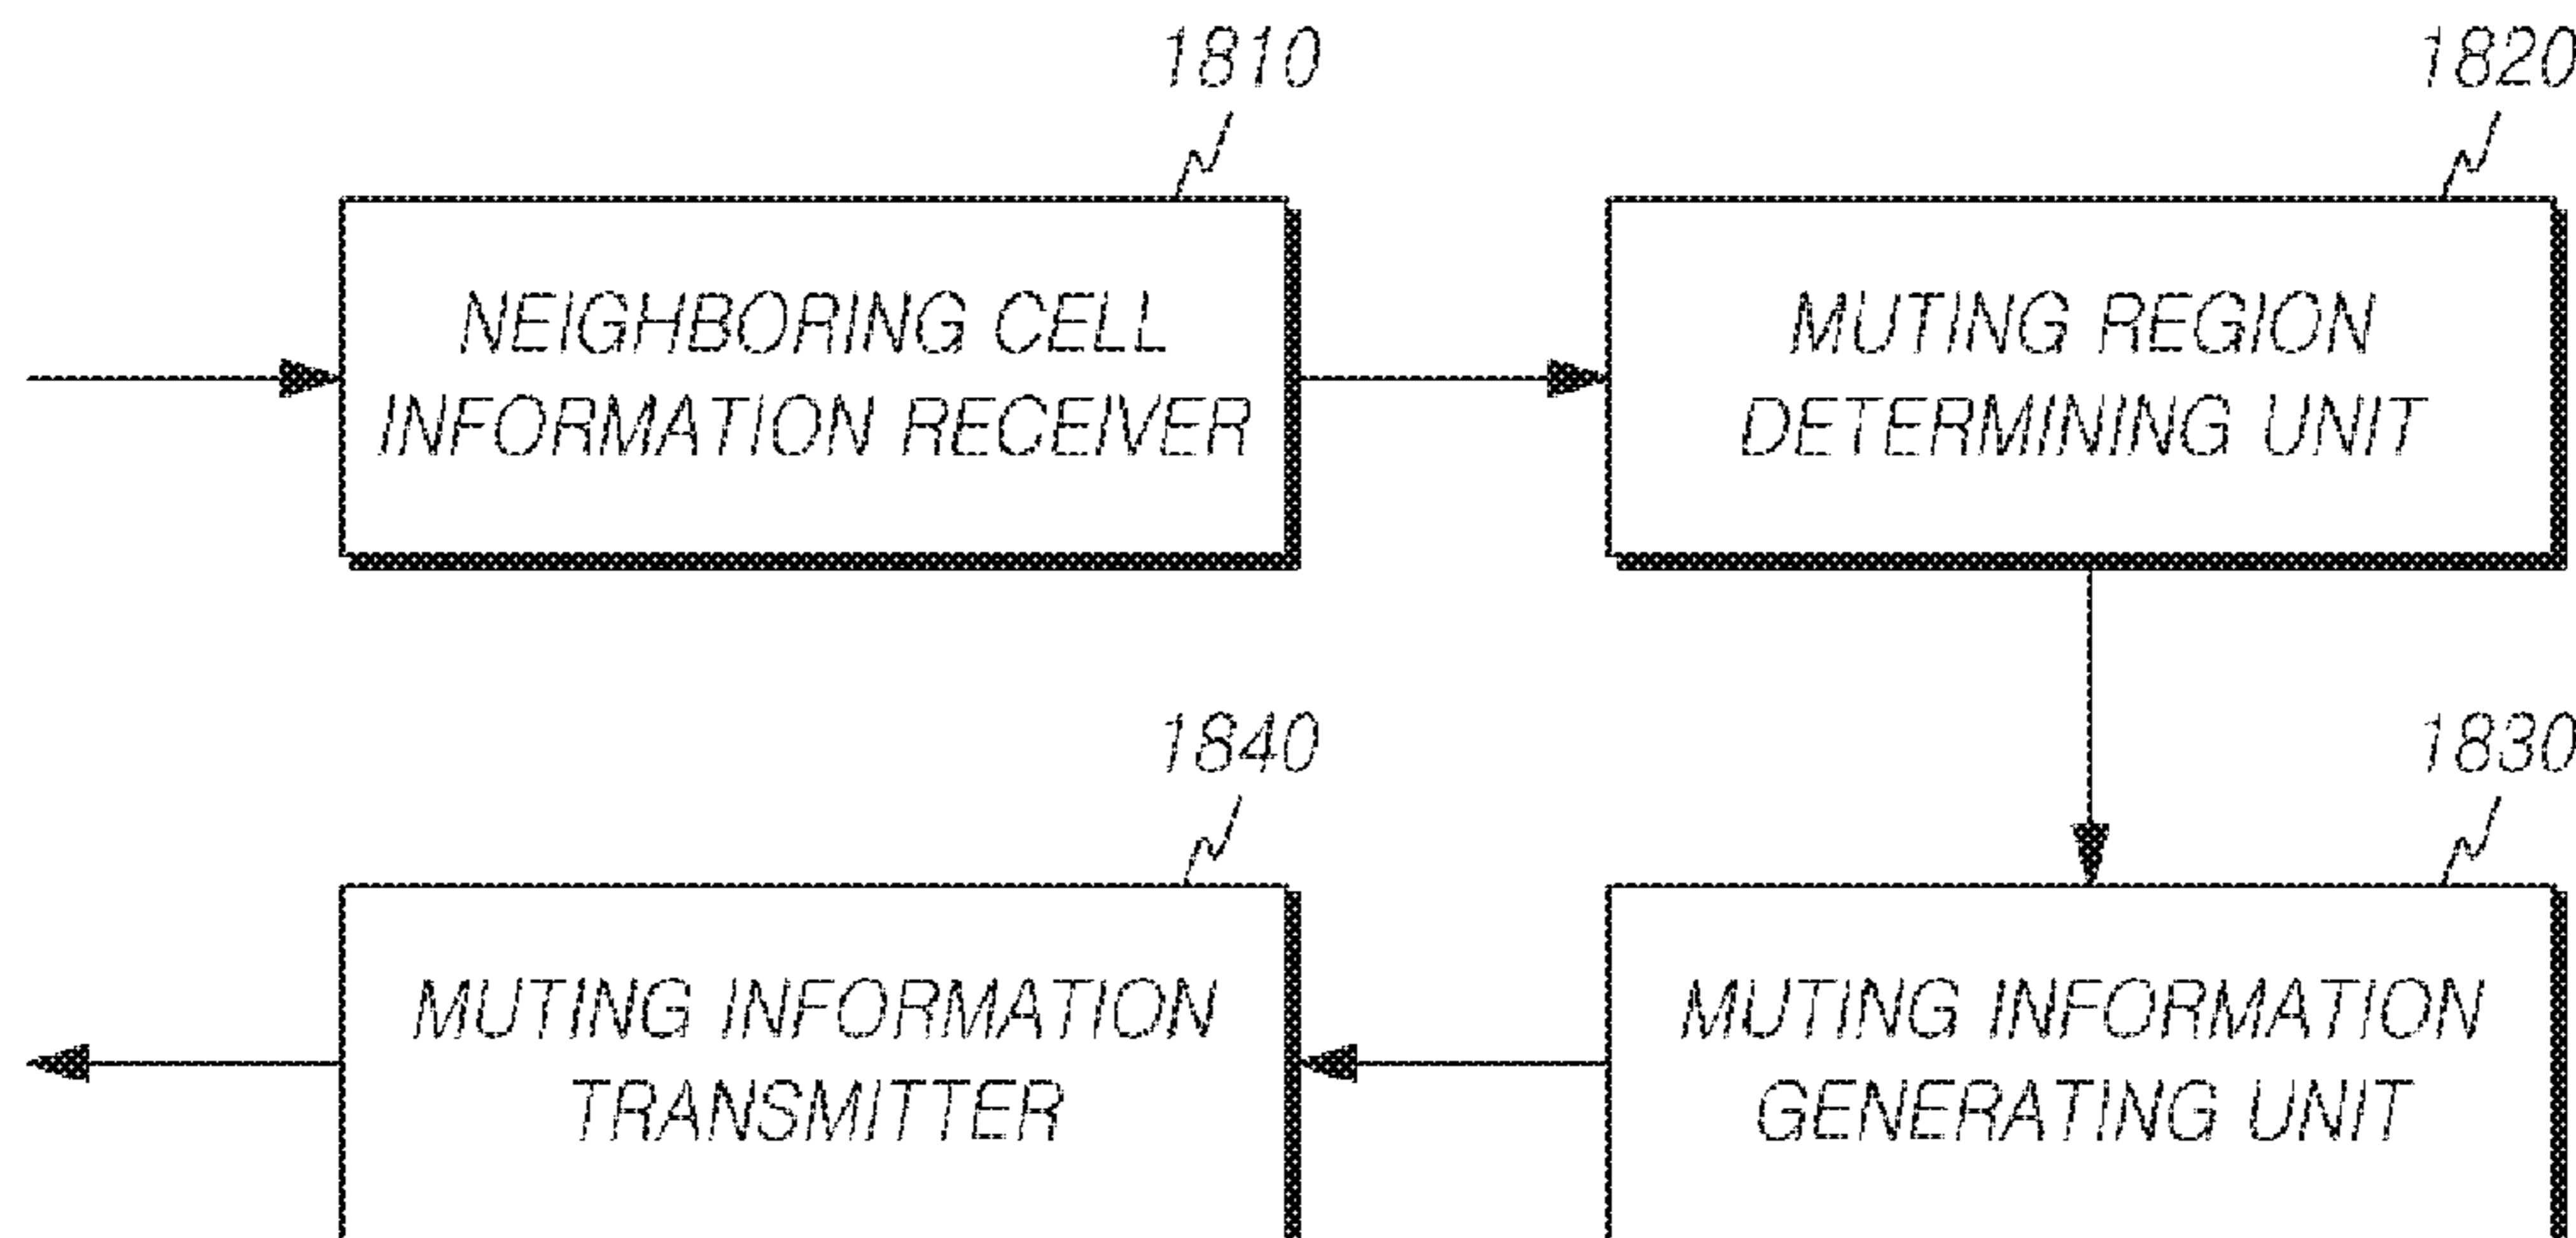 1810
1820
NEIGHBORING CELL
INFORMATION RECEIVER
MUTING REGION
DETERMINING UNIT
1840
1830
MUTING INFORMATION
TRANSMITTER
MUTING INFORMATION
GENERATING UNIT